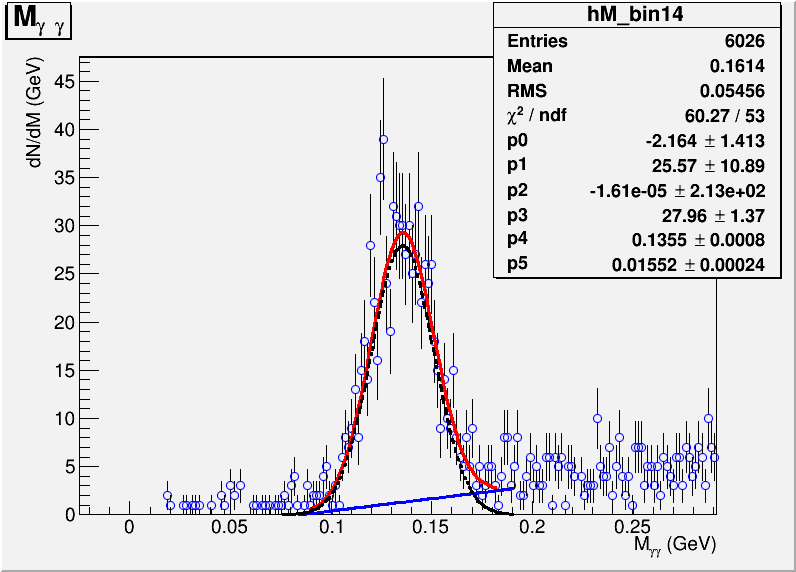 Mγ γ
hM_bin14
Entries 6026
Mean 0.1614
RMS 0.05456
χ² / ndf 60.27 / 53
p0 -2.164 ± 1.413
p1 25.57 ± 10.89
p2 -1.61e-05 ± 2.13e+02
p3 27.96 ± 1.37
p4 0.1355 ± 0.0008
p5 0.01552 ± 0.00024
dN/dM (GeV)
45
40
35
30
25
20
15
10
5
0
0 0.05 0.1 0.15 0.2 0.25
Mγγ (GeV)